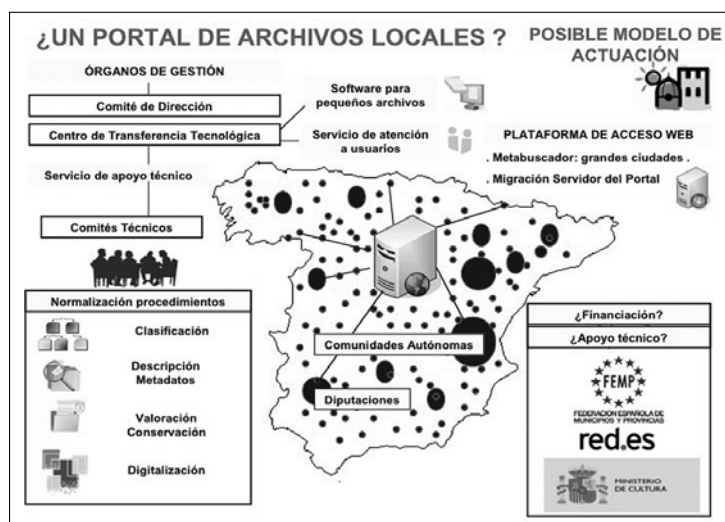 ¿UN PORTAL DE ARCHIVOS LOCALES ?
POSIBLE MODELO DE
ACTUACIÓN
ÓRGANOS DE GESTIÓN
Comité de Dirección
Centro de Transferencia Tecnológica
Software para
pequeños archivos
Servicio de atención
a usuarios
PLATAFORMA DE ACCESO WEB
. Metabuscador: grandes ciudades .
. Migración Servidor del Portal
Servicio de apoyo técnico
Comités Técnicos
Normalización procedimientos
Clasificación
Descripción
Metadatos
Valoración
Conservación
Digitalización
Comunidades Autónomas
Diputaciones
¿Financiación?
¿Apoyo técnico?
FEMP
FEDERACION ESPAÑOLA DE
MUNICIPIOS Y PROVINCIAS
red.es
MINISTERIO
DE CULTURA